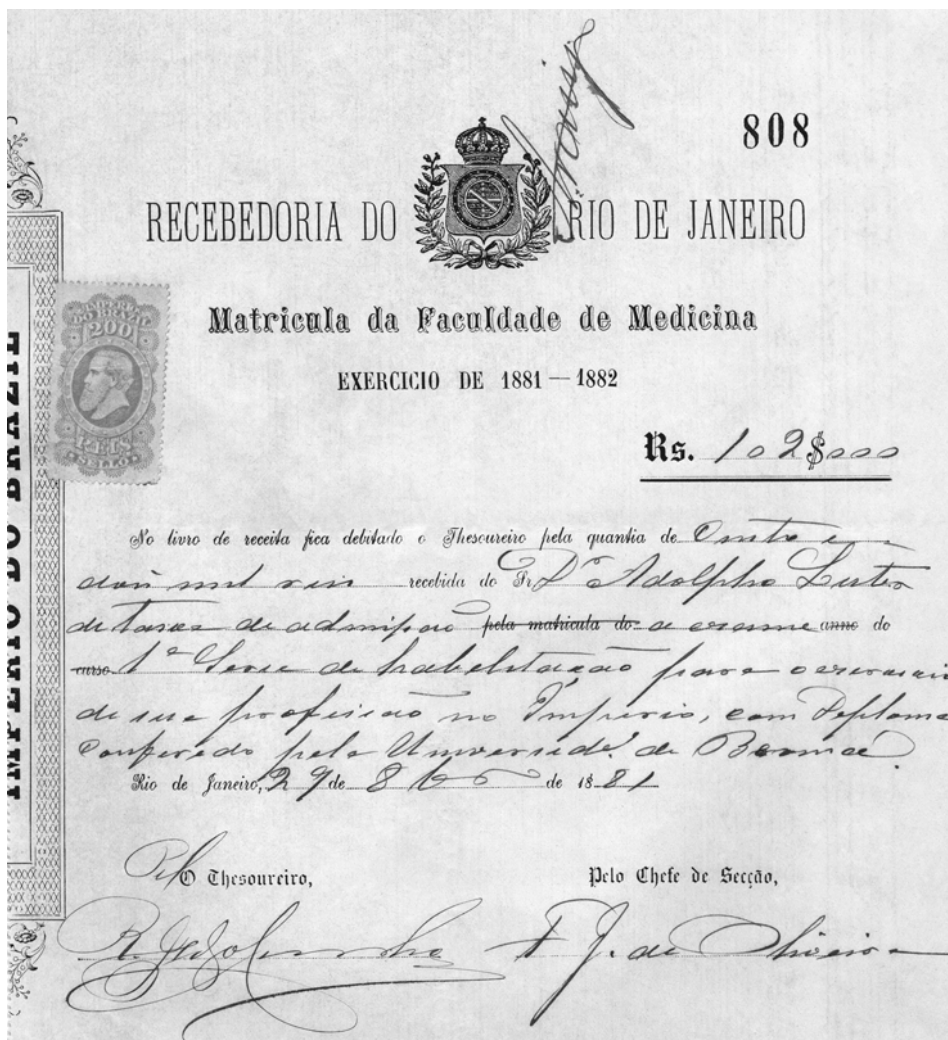 808
RECEBEDORIA DO RIO DE JANEIRO
Matricula da Faculdade de Medicina
EXERCICIO DE 1881—1882
IMPERIO DO BRAZIL
200
REIS
SELLO
Rs. 102$000
No livro de receita fica debitado o Thesoureiro pela quantia de Cento e
dois mil reis recebida do Sr. Dr Adolpho Lutz
de taxa de admissão pela matricula do a exame anno do
curso 1ª Serie de habilitação para o exercicio
de sua profissão no Imperio, com Diploma
conferido pela Universide. de Berna
Rio de Janeiro, 29 de 8bro de 1881
Pelo O Thesoureiro,
Pelo Chefe de Secção,
F J. de Oliveira